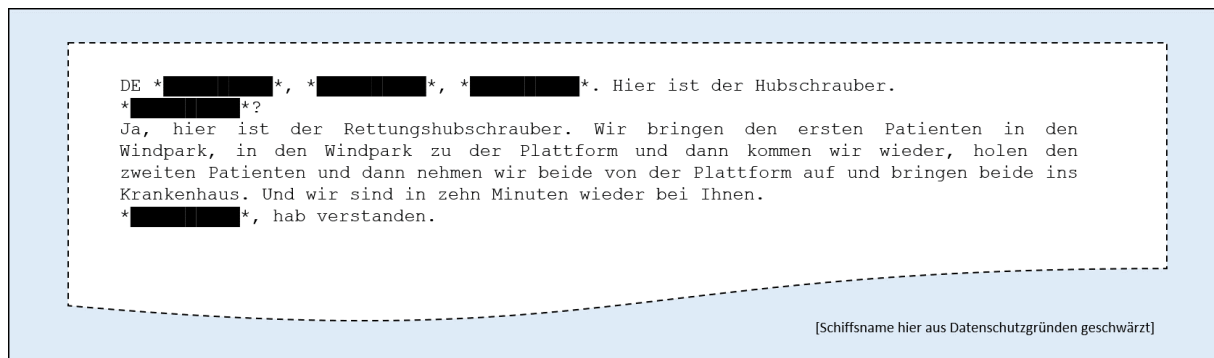 DE * *, * *, * *. Hier ist der Hubschrauber.
* *?
Ja, hier ist der Rettungshubschrauber. Wir bringen den ersten Patienten in den
Windpark, in den Windpark zu der Plattform und dann kommen wir wieder, holen den
zweiten Patienten und dann nehmen wir beide von der Plattform auf und bringen beide ins
Krankenhaus. Und wir sind in zehn Minuten wieder bei Ihnen.
* *, hab verstanden.
[Schiffsname hier aus Datenschutzgründen geschwärzt]